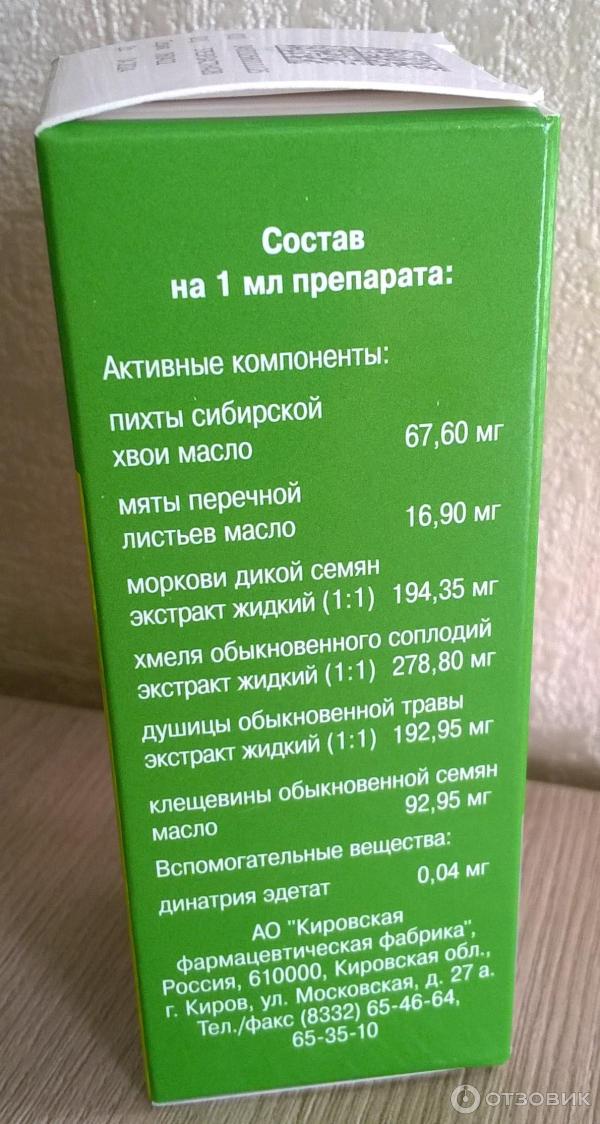 Состав
на 1 мл препарата:
Активные компоненты:
пихты сибирской
хвои масло 67,60 мг
мяты перечной
листьев масло 16,90 мг
моркови дикой семян
экстракт жидкий (1:1) 194,35 мг
хмеля обыкновенного соплодий
экстракт жидкий (1:1) 278,80 мг
душицы обыкновенной травы
экстракт жидкий (1:1) 192,95 мг
клещевины обыкновенной семян
масло 92,95 мг
Вспомогательные вещества:
динатрия эдетат 0,04 мг
АО "Кировская
фармацевтическая фабрика",
Россия, 610000, Кировская обл.,
г. Киров, ул. Московская, д. 27 а.
Тел./факс (8332) 65-46-64,
65-35-10
ОТЗОВИК